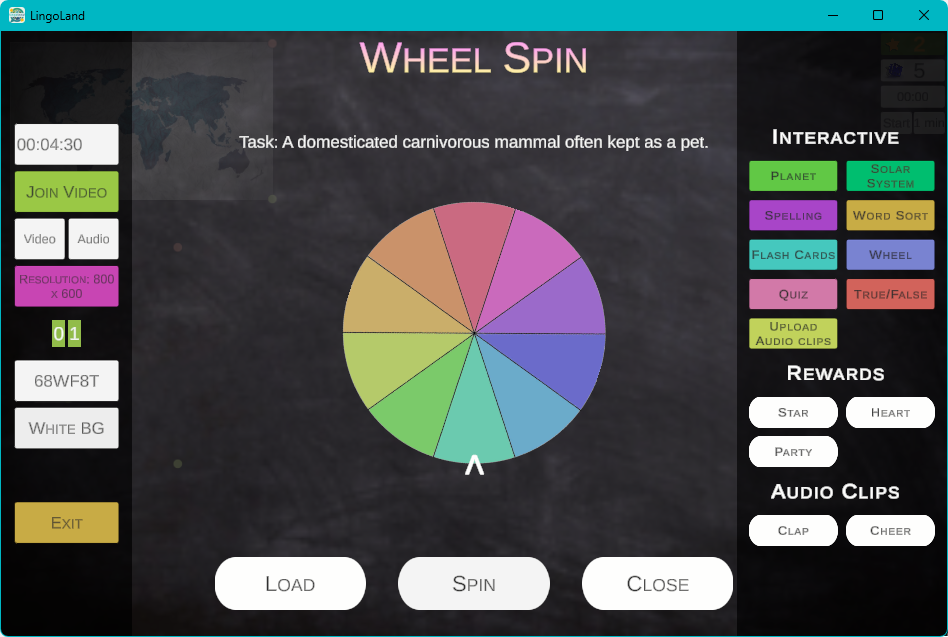 LingoLand
Wheel Spin
5
00:00
Start 1 min
Task: A domesticated carnivorous mammal often kept as a pet.
00:04:30
Join Video
Video Audio
Resolution: 800
x 600
0 1
68WF8T
White BG
Exit
Load Spin Close
Interactive
Planet
Solar
System
Spelling
Word Sort
Flash Cards
Wheel
Quiz
True/False
Upload
Audio clips
Rewards
Star
Heart
Party
Audio Clips
Clap
Cheer